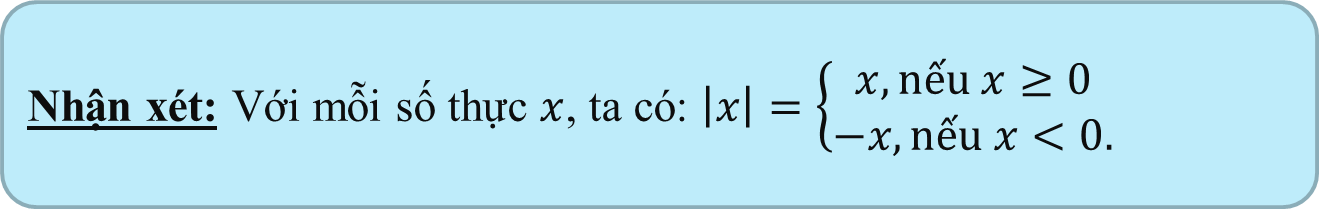 Nhận xét: Với mỗi số thực x, ta có: |x| = { x, nếu x ≥ 0
−x, nếu x < 0.